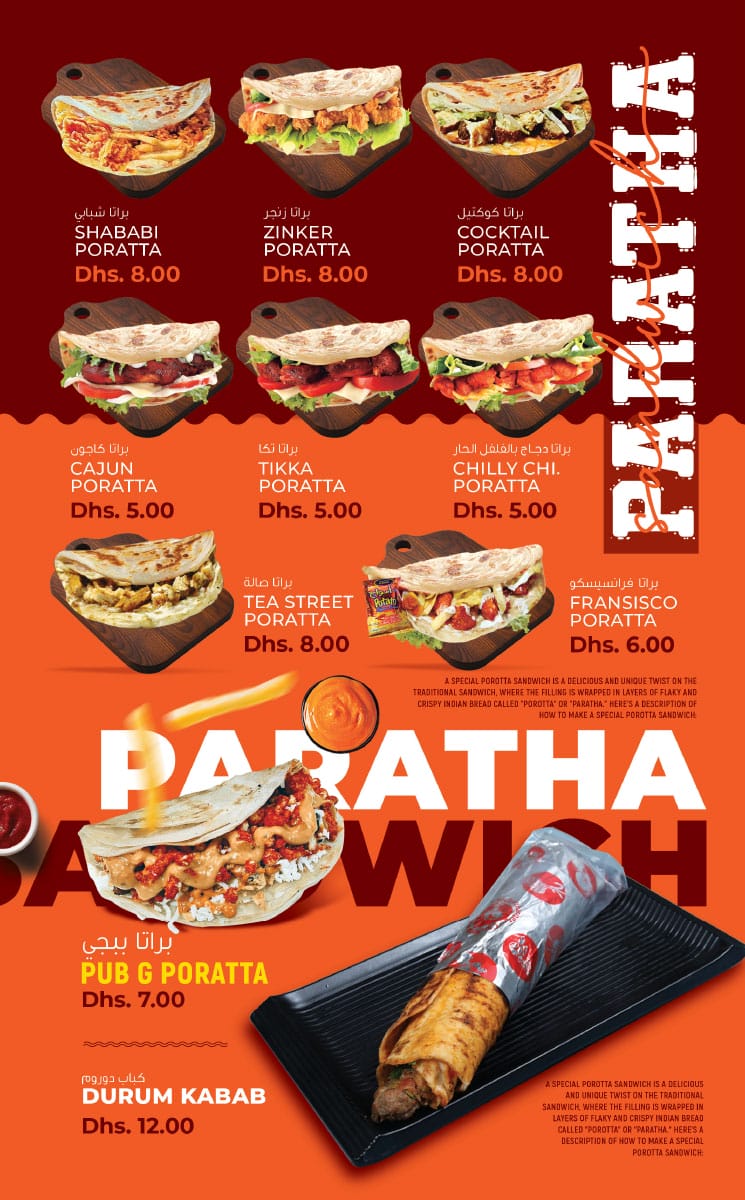 PARATHA
sandwich
براتا شبابي
SHABABI
PORATTA
Dhs. 8.00
براتا زنجر
ZINKER
PORATTA
Dhs. 8.00
براتا كوكتيل
COCKTAIL
PORATTA
Dhs. 8.00
براتا كاجون
CAJUN
PORATTA
Dhs. 5.00
براتا تكا
TIKKA
PORATTA
Dhs. 5.00
براتا دجاج بالفلفل الحار
CHILLY CHI.
PORATTA
Dhs. 5.00
براتا صالة
TEA STREET
PORATTA
Dhs. 8.00
Potato
براتا فرانسيسكو
FRANSISCO
PORATTA
Dhs. 6.00
A SPECIAL POROTTA SANDWICH IS A DELICIOUS AND UNIQUE TWIST ON THE
TRADITIONAL SANDWICH, WHERE THE FILLING IS WRAPPED IN LAYERS OF FLAKY AND
CRISPY INDIAN BREAD CALLED "POROTTA" OR "PARATHA." HERE'S A DESCRIPTION OF
HOW TO MAKE A SPECIAL POROTTA SANDWICH:
PARATHA
SANDWICH
براتا ببجي
PUB G PORATTA
Dhs. 7.00
كباب دوروم
DURUM KABAB
Dhs. 12.00
A SPECIAL POROTTA SANDWICH IS A DELICIOUS
AND UNIQUE TWIST ON THE TRADITIONAL
SANDWICH, WHERE THE FILLING IS WRAPPED IN
LAYERS OF FLAKY AND CRISPY INDIAN BREAD
CALLED "POROTTA" OR "PARATHA." HERE'S A
DESCRIPTION OF HOW TO MAKE A SPECIAL
POROTTA SANDWICH: